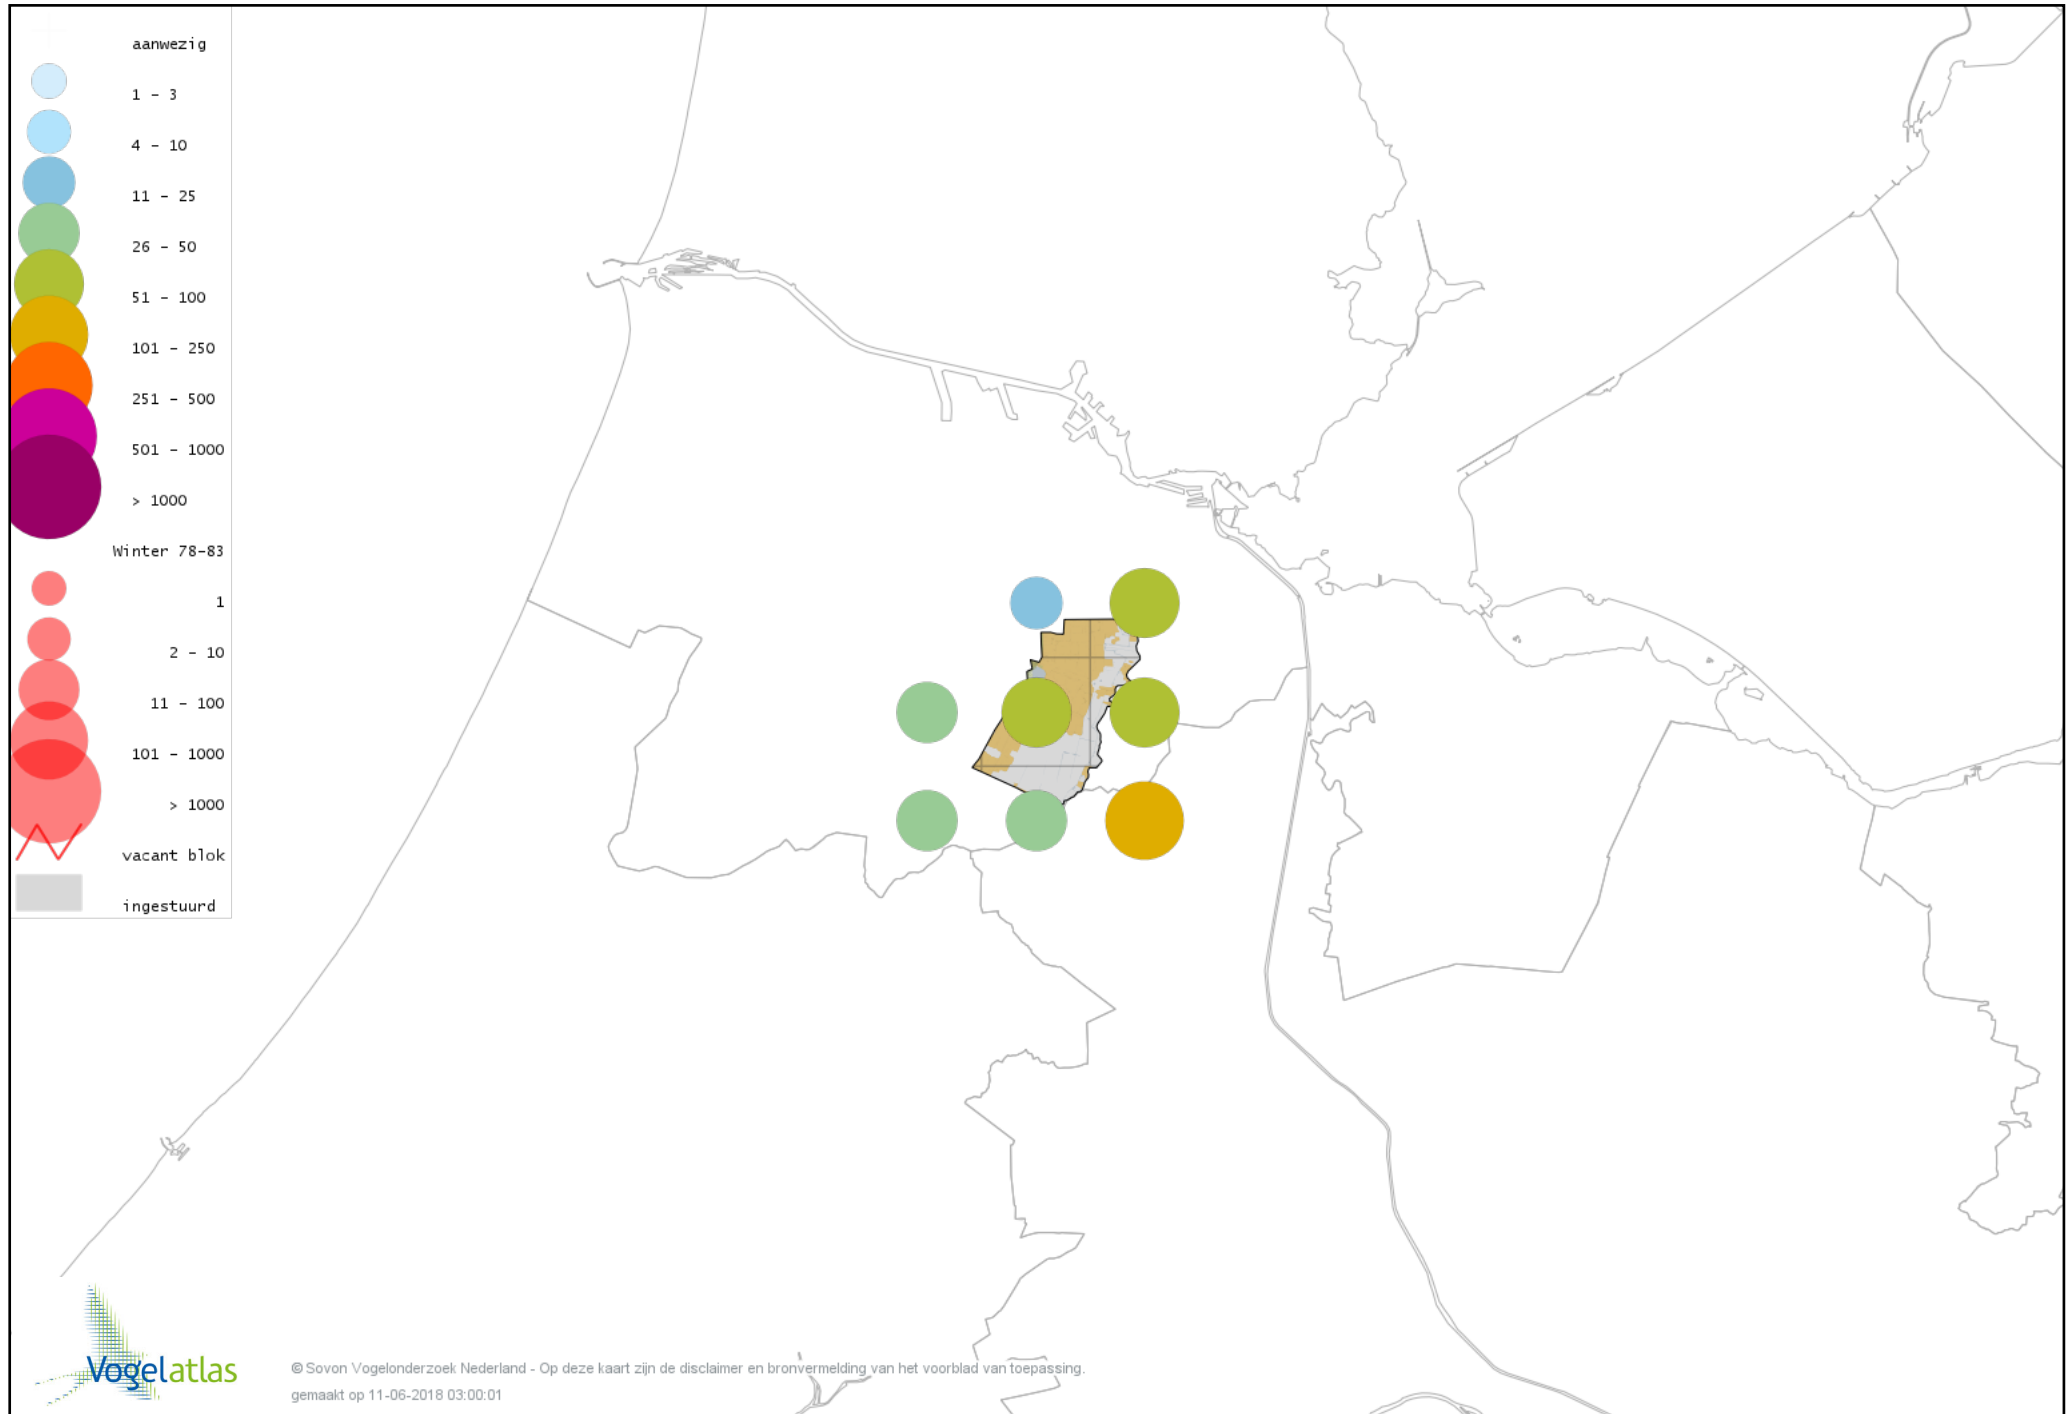 aanwezig
1 - 3
4 - 10
11 - 25
26 - 50
51 - 100
101 - 250
251 - 500
501 - 1000
> 1000
Winter 78-83
1
2 - 10
11 - 100
101 - 1000
> 1000
vacant blok
ingestuurd
Vogelatlas
© Sovon Vogelonderzoek Nederland - Op deze kaart zijn de disclaimer en bronvermelding van het voorblad van toepassing.
gemaakt op 11-06-2018 03:00:01